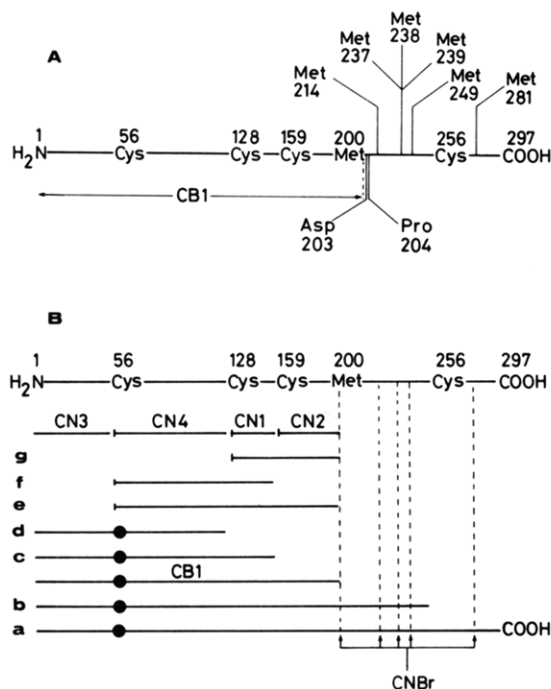 A
Met 214
Met 237
Met 238
Met 239
Met 249
Met 281
1 56 128 159 200 256 297
H2N Cys Cys Cys Met Cys COOH
CB1
Asp 203
Pro 204
B
1 56 128 159 200 256 297
H2N Cys Cys Cys Met Cys COOH
CN3 CN4 CN1 CN2
g
f
e
d
c
CB1
b
a COOH
CNBr